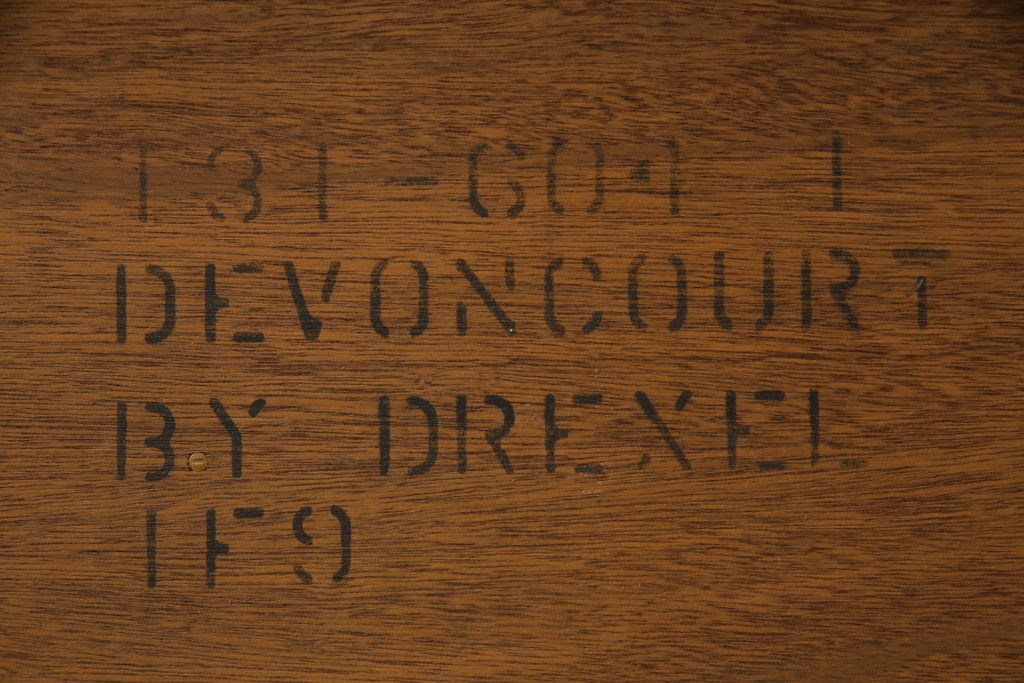 131-604 1
DEVONCOURT
BY DREXEL
1F9